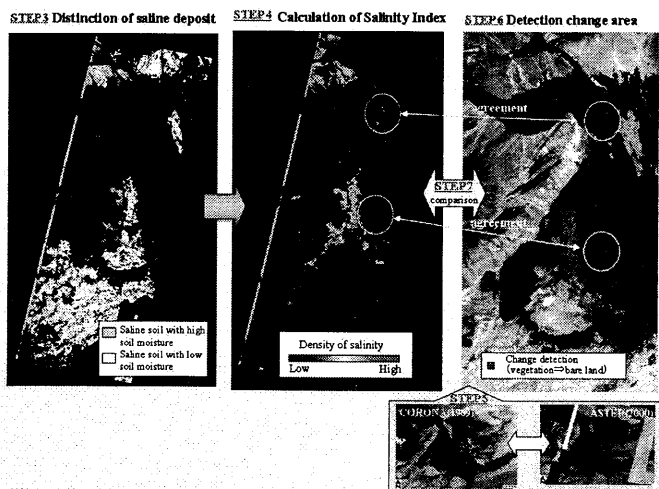 STEP3 Distinction of saline deposit
STEP4 Calculation of Salinity Index
STEP6 Detection change area
agreement
STEP7
comparison
agreement
Saline soil with high
soil moisture
Saline soil with low
soil moisture
Density of salinity
Low High
Change detection
(vegetation⇒bare land)
STEP5
CORONA(1969)
ASTER(2000)